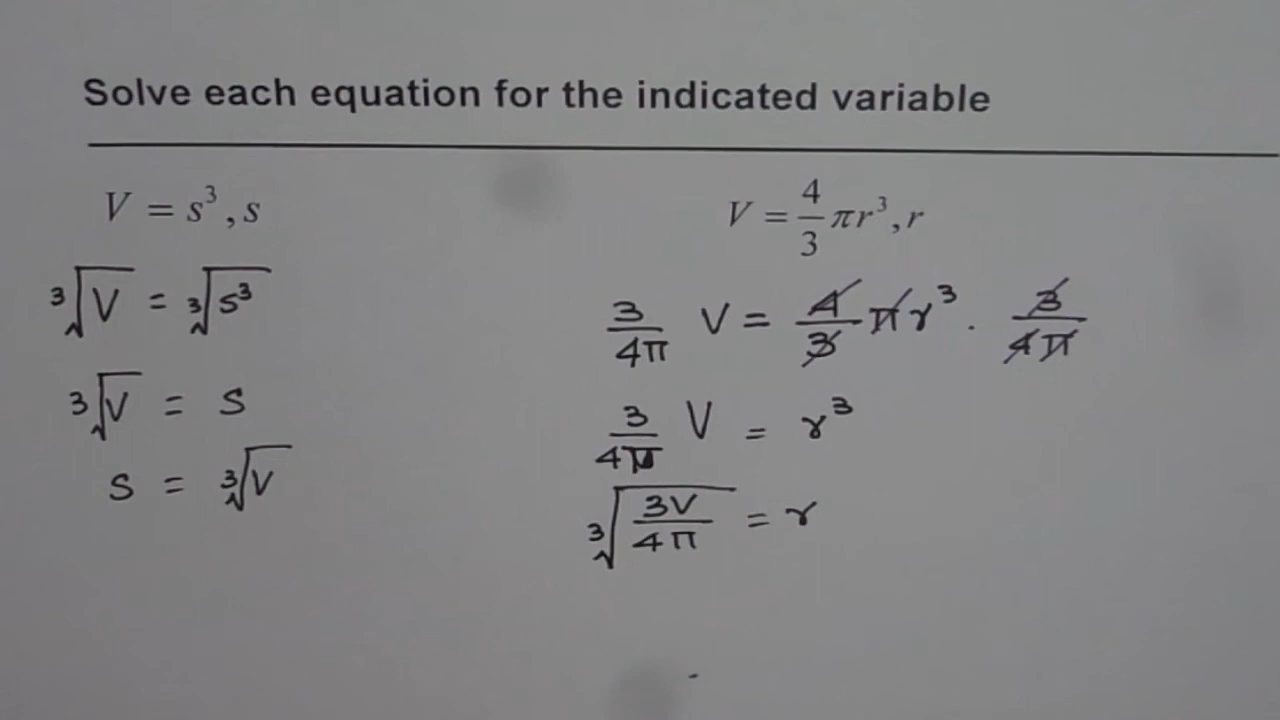 Solve each equation for the indicated variable
V = s³, s
∛V = ∛s³
∛V = s
s = ∛V
V = 4/3 πr³, r
3/4π V = 4/3 πr³ · 3/4π
3/4π V = r³
∛(3V/4π) = r